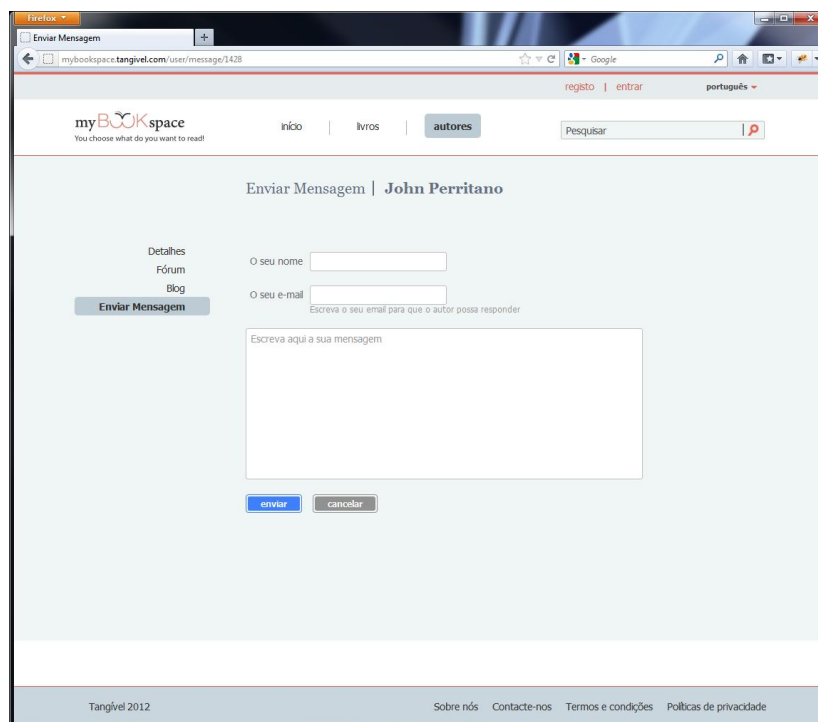 Firefox
Enviar Mensagem
mybookspace.tangivel.com/user/message/1428
Google
registo | entrar
português
myBOOKspace
You choose what do you want to read!
início | livros | autores
Pesquisar
Enviar Mensagem | John Perritano
Detalhes
Fórum
Blog
Enviar Mensagem
O seu nome
O seu e-mail
Escreva o seu email para que o autor possa responder
Escreva aqui a sua mensagem
enviar cancelar
Tangível 2012
Sobre nós Contacte-nos Termos e condições Políticas de privacidade